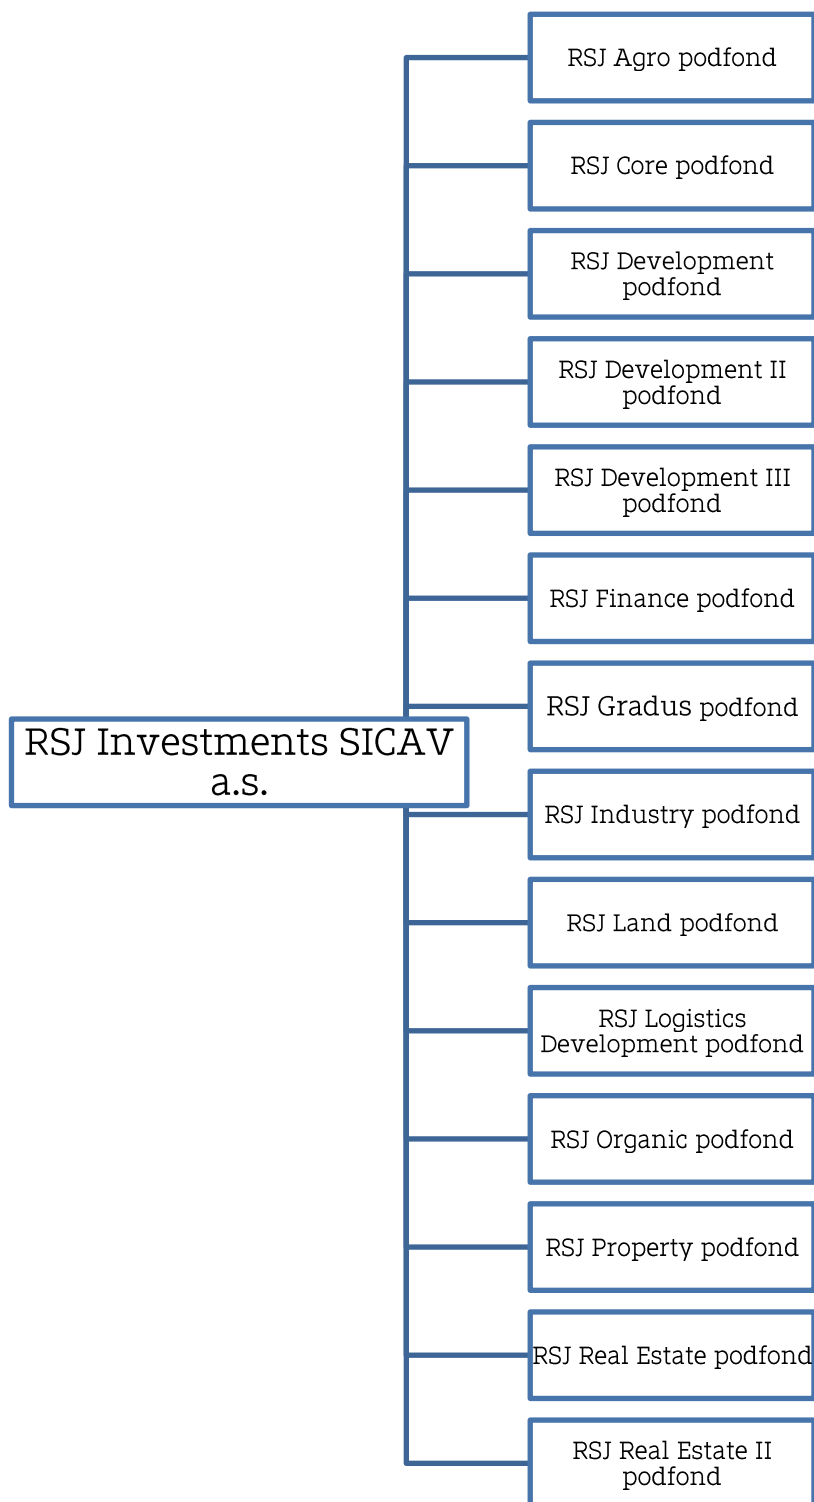 RSJ Agro podfond
RSJ Core podfond
RSJ Development
podfond
RSJ Development II
podfond
RSJ Development III
podfond
RSJ Finance podfond
RSJ Gradus podfond
RSJ Investments SICAV
a.s.
RSJ Industry podfond
RSJ Land podfond
RSJ Logistics
Development podfond
RSJ Organic podfond
RSJ Property podfond
RSJ Real Estate podfond
RSJ Real Estate II
podfond